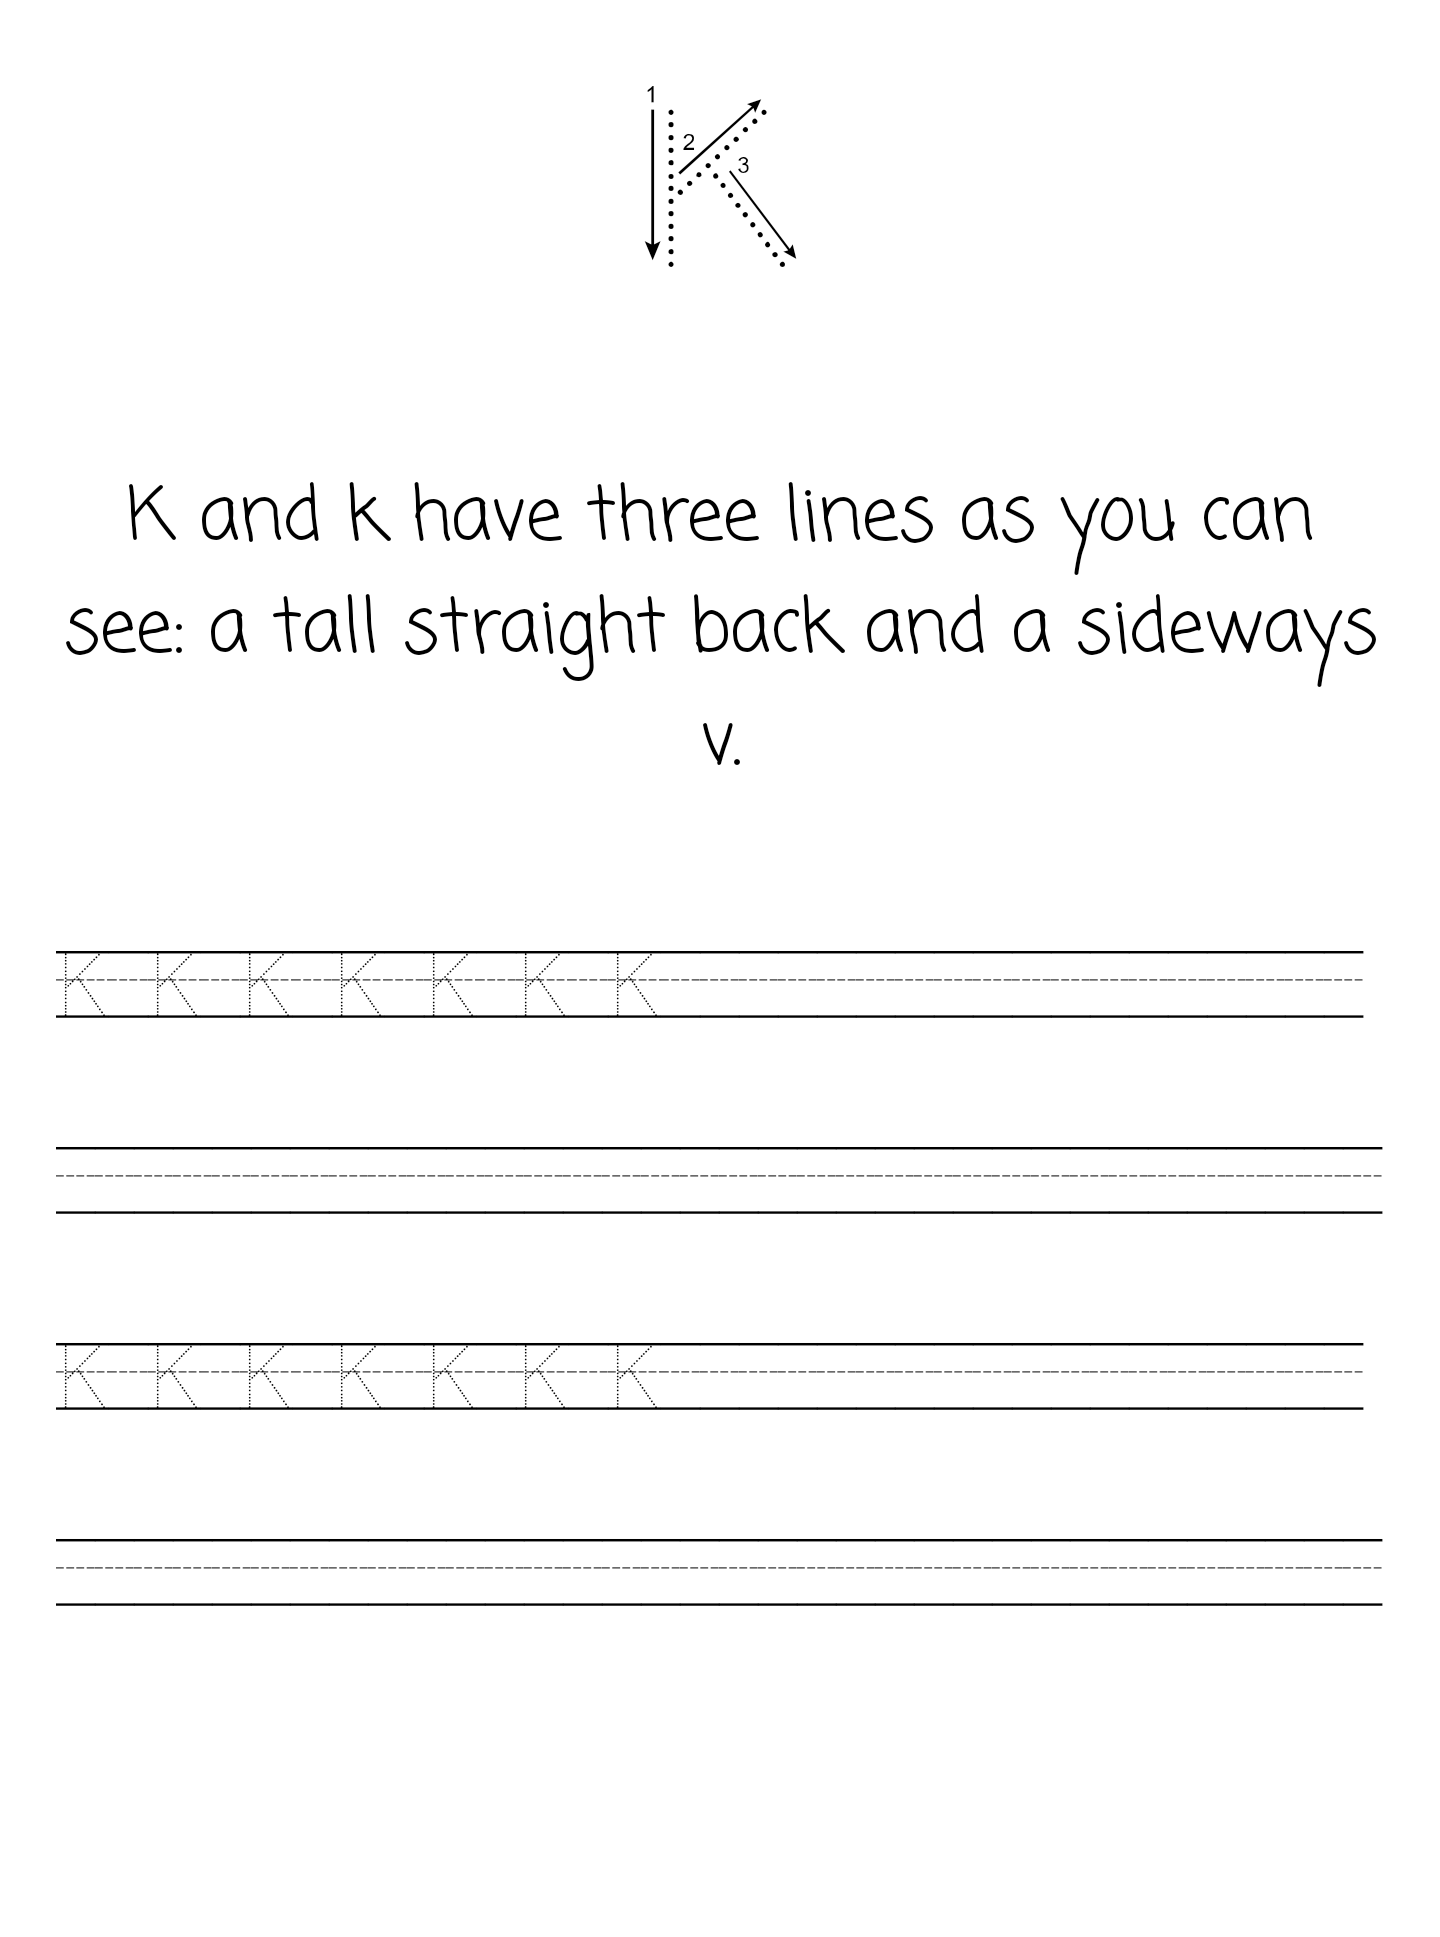 1
2
3
K and k have three lines as you can
see: a tall straight back and a sideways
v.
K K K K K K K
K K K K K K K